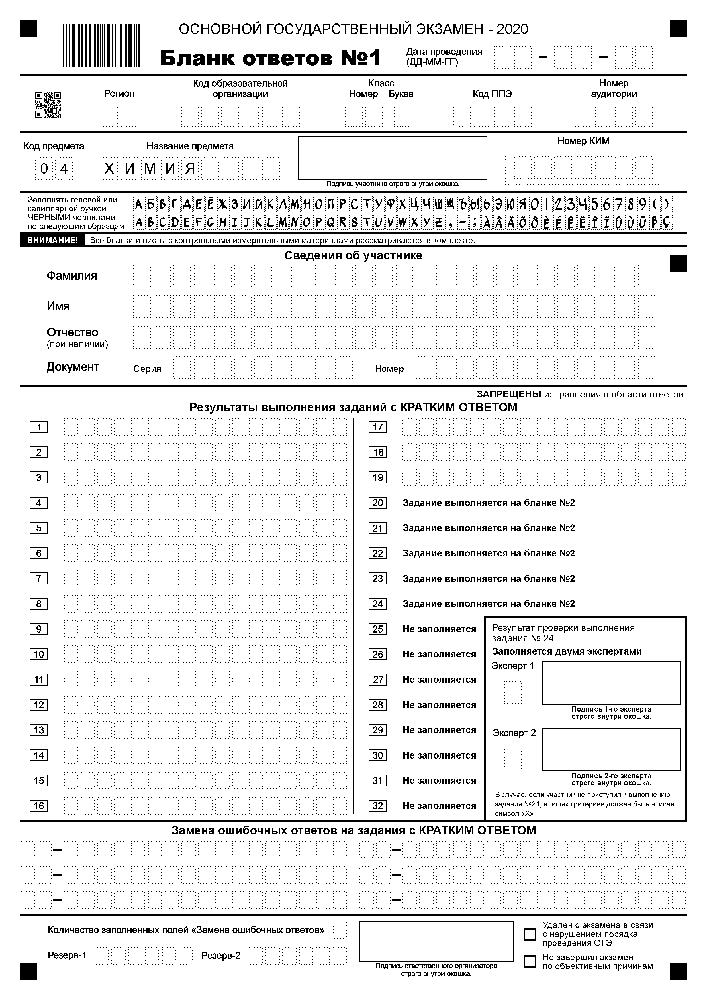 ОСНОВНОЙ ГОСУДАРСТВЕННЫЙ ЭКЗАМЕН - 2020
Бланк ответов №1
Дата проведения
(ДД-ММ-ГГ)
Регион
Код образовательной
организации
Класс
Номер Буква
Код ППЭ
Номер
аудитории
Код предмета
Название предмета
Номер КИМ
0 4
Х И М И Я
Подпись участника строго внутри окошка.
Заполнять гелевой или
капиллярной ручкой
ЧЕРНЫМИ чернилами
по следующим образцам:
А Б В Г Д Е Ё Ж З И Й К Л М Н О П Р С Т У Ф Х Ц Ч Ш Щ Ъ Ы Ь Э Ю Я 0 1 2 3 4 5 6 7 8 9 ( )
A B C D E F G H I J K L M N O P Q R S T U V W X Y Z , - ; À Â Ä Ö Ô È É Ê Ë Î Ï Û Ù Ü β Ç
ВНИМАНИЕ! Все бланки и листы с контрольными измерительными материалами рассматриваются в комплекте.
Сведения об участнике
Фамилия
Имя
Отчество
(при наличии)
Документ Серия Номер
ЗАПРЕЩЕНЫ исправления в области ответов.
Результаты выполнения заданий с КРАТКИМ ОТВЕТОМ
1
2
3
4
5
6
7
8
9
10
11
12
13
14
15
16
17
18
19
20 Задание выполняется на бланке №2
21 Задание выполняется на бланке №2
22 Задание выполняется на бланке №2
23 Задание выполняется на бланке №2
24 Задание выполняется на бланке №2
25 Не заполняется
26 Не заполняется
27 Не заполняется
28 Не заполняется
29 Не заполняется
30 Не заполняется
31 Не заполняется
32 Не заполняется
Результат проверки выполнения
задания № 24
Заполняется двумя экспертами
Эксперт 1
Подпись 1-го эксперта
строго внутри окошка.
Эксперт 2
Подпись 2-го эксперта
строго внутри окошка.
В случае, если участник не приступил к выполнению
задания №24, в полях критериев должен быть вписан
символ «Х»
Замена ошибочных ответов на задания с КРАТКИМ ОТВЕТОМ
Количество заполненных полей «Замена ошибочных ответов»
Резерв-1 Резерв-2
Подпись ответственного организатора
строго внутри окошка.
Удален с экзамена в связи
с нарушением порядка
проведения ОГЭ
Не завершил экзамен
по объективным причинам